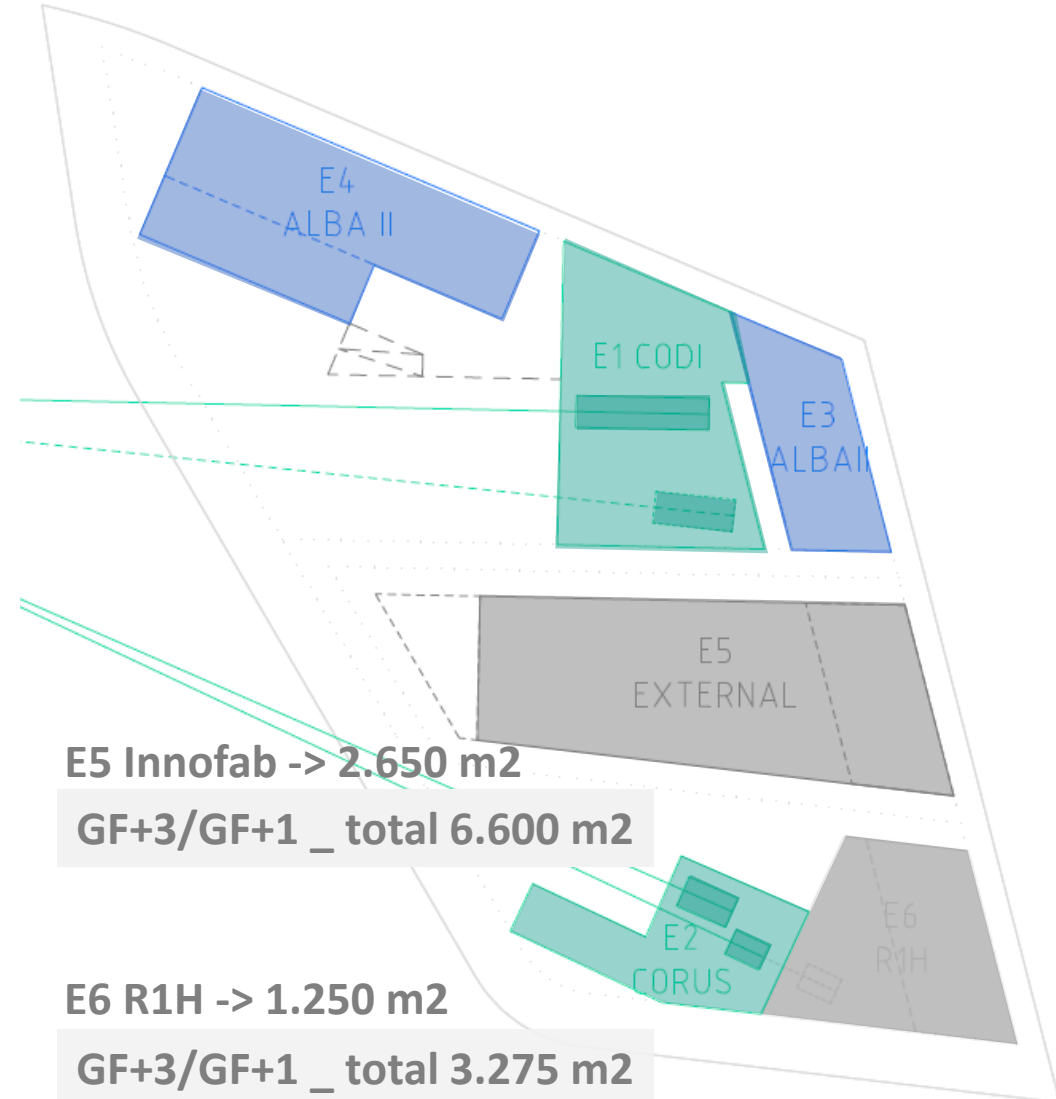 E4
ALBA II
E1 CODI
E3
ALBAII
E5
EXTERNAL
E5 Innofab -> 2.650 m2
GF+3/GF+1 _ total 6.600 m2
E6
R1H
E2
CORUS
E6 R1H -> 1.250 m2
GF+3/GF+1 _ total 3.275 m2